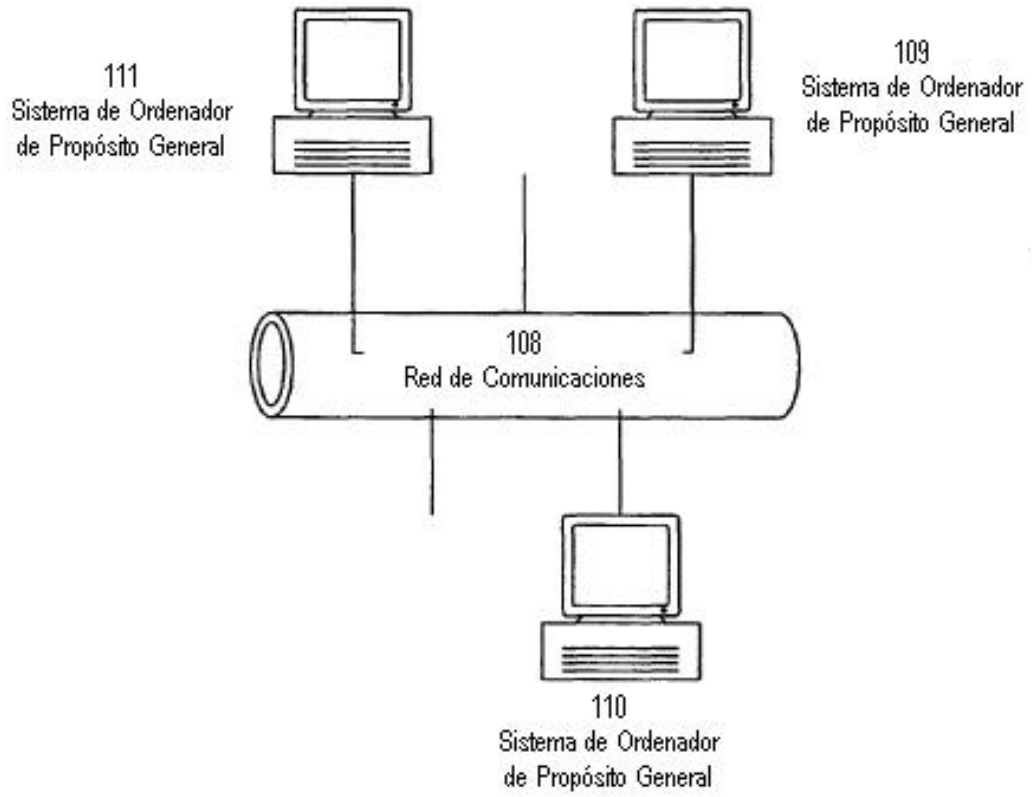 111
Sistema de Ordenador
de Propósito General
109
Sistema de Ordenador
de Propósito General
108
Red de Comunicaciones
110
Sistema de Ordenador
de Propósito General